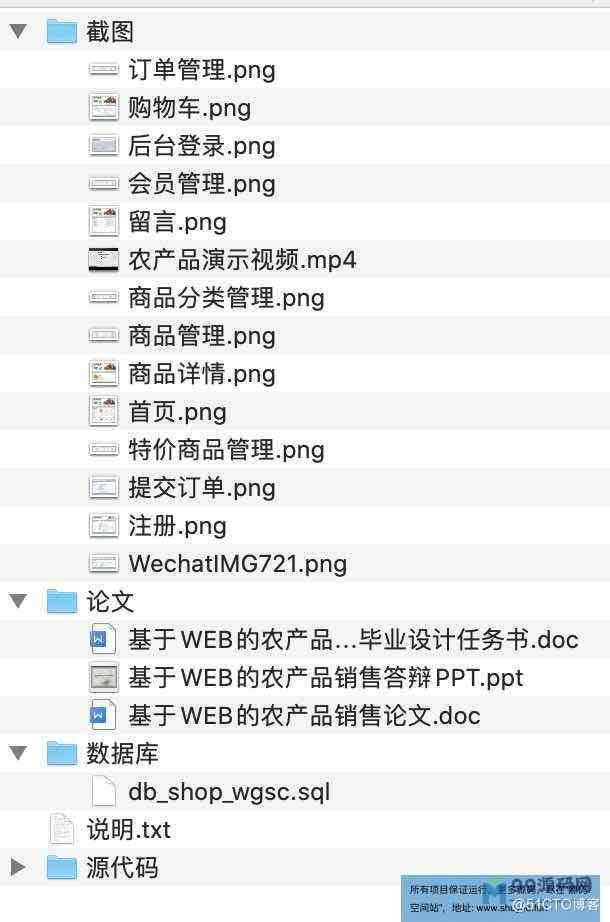 截图
订单管理.png
购物车.png
后台登录.png
会员管理.png
留言.png
农产品演示视频.mp4
商品分类管理.png
商品管理.png
商品详情.png
首页.png
特价商品管理.png
提交订单.png
注册.png
WechatIMG721.png
论文
基于WEB的农产品...毕业设计任务书.doc
基于WEB的农产品销售答辩PPT.ppt
基于WEB的农产品销售论文.doc
数据库
db_shop_wgsc.sql
说明.txt
源代码
所有项目保证运行，更多源码
空间站”，地址：www.sh
@51CTO博客